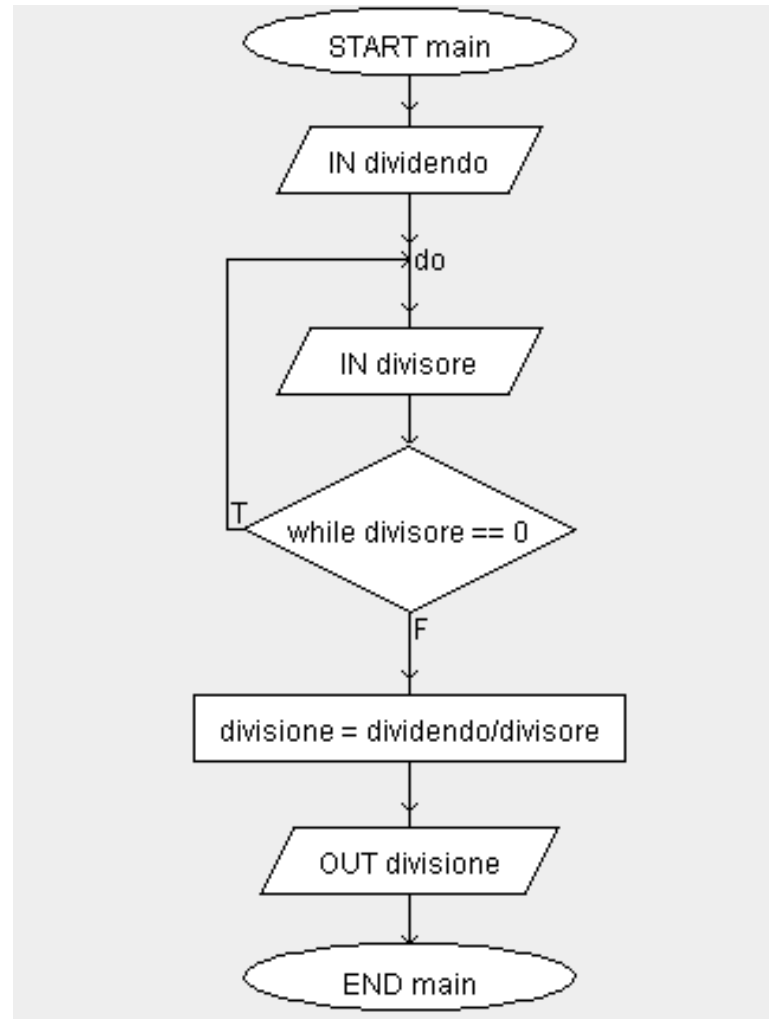 START main
IN dividendo
do
IN divisore
T
while divisore == 0
F
divisione = dividendo/divisore
OUT divisione
END main